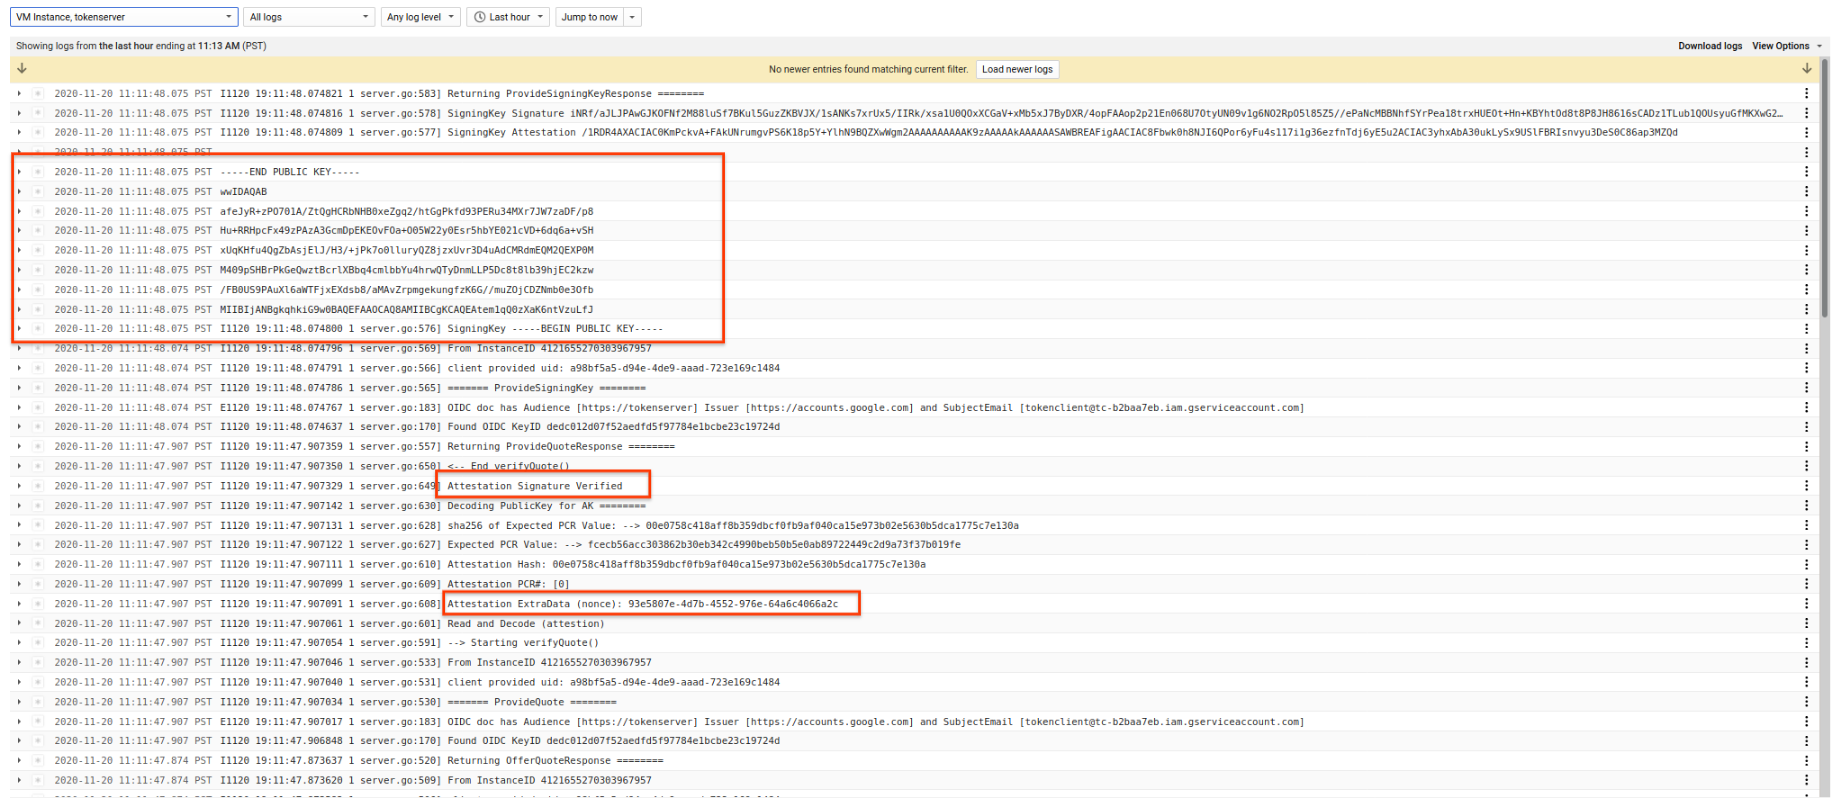 VM Instance, tokenserver All logs Any log level Last hour Jump to now
Showing logs from the last hour ending at 11:13 AM (PST) Download logs View Options
No newer entries found matching current filter. Load newer logs
2020-11-20 11:11:48.075 PST I1120 19:11:48.074821 1 server.go:583] Returning ProvideSigningKeyResponse ========
2020-11-20 11:11:48.075 PST I1120 19:11:48.074816 1 server.go:578] SigningKey Signature
2020-11-20 11:11:48.075 PST I1120 19:11:48.074809 1 server.go:577] SigningKey Attestation
2020-11-20 11:11:48.075 PST
2020-11-20 11:11:48.075 PST -----END PUBLIC KEY-----
2020-11-20 11:11:48.075 PST wwIDAQAB
2020-11-20 11:11:48.075 PST afeJyR+zPO701A/ZtQgHCRbNHB0xeZgq2/htGgPkfd93PERu34MXr7JW7zaDF/p8
2020-11-20 11:11:48.075 PST Hu+RRHpcFx49zPAzA3GcmDpEKEOvFOa+O05W22y0Esr5hbYE021cVD+6dq6a+vSH
2020-11-20 11:11:48.075 PST xUqKHfu4QgZbAsjElJ/H3/+jPk7o0lluryQZ8jzxUvr3D4uAdCMRdmEQM2QEXP0M
2020-11-20 11:11:48.075 PST M409pSHBrPkGeQwztBcrlXBbq4cmlbbYu4hrwQTyDnmLLP5Dc8t8lb39hjEC2kzw
2020-11-20 11:11:48.075 PST /FB0US9PAuXl6aWTFjxEXdsb8/aMAvZrpmgekungfzK6G//muZOjCDZNmb0e3Ofb
2020-11-20 11:11:48.075 PST MIIBIjANBgkqhkiG9w0BAQEFAAOCAQ8AMIIBCgKCAQEAtem1qQ0zXaK6ntVzuLfJ
2020-11-20 11:11:48.075 PST I1120 19:11:48.074800 1 server.go:576] SigningKey -----BEGIN PUBLIC KEY-----
2020-11-20 11:11:48.074 PST I1120 19:11:48.074796 1 server.go:569] From InstanceID 4121655270303967957
2020-11-20 11:11:48.074 PST I1120 19:11:48.074791 1 server.go:566] client provided uid: a98bf5a5-d94e-4de9-aaad-723e169c1484
2020-11-20 11:11:48.074 PST I1120 19:11:48.074786 1 server.go:565] ======= ProvideSigningKey ========
2020-11-20 11:11:48.074 PST E1120 19:11:48.074767 1 server.go:183] OIDC doc has Audience [https://tokenserver] Issuer [https://accounts.google.com] and SubjectEmail [tokenclient@tc-b2baa7eb.iam.gserviceaccount.com]
2020-11-20 11:11:48.074 PST I1120 19:11:48.074637 1 server.go:170] Found OIDC KeyID dedc012d07f52aedfd5f97784e1bcbe23c19724d
2020-11-20 11:11:47.907 PST I1120 19:11:47.907359 1 server.go:557] Returning ProvideQuoteResponse ========
2020-11-20 11:11:47.907 PST I1120 19:11:47.907350 1 server.go:650] <-- End verifyQuote()
2020-11-20 11:11:47.907 PST I1120 19:11:47.907329 1 server.go:649] Attestation Signature Verified
2020-11-20 11:11:47.907 PST I1120 19:11:47.907142 1 server.go:630] Decoding PublicKey for AK ========
2020-11-20 11:11:47.907 PST I1120 19:11:47.907131 1 server.go:628] sha256 of Expected PCR Value: --> 00e0758c418aff8b359dbcf0fb9af040ca15e973b02e5630b5dca1775c7e130a
2020-11-20 11:11:47.907 PST I1120 19:11:47.907122 1 server.go:627] Expected PCR Value: --> fcecb56acc303862b30eb342c4990beb50b5e0ab89722449c2d9a73f37b019fe
2020-11-20 11:11:47.907 PST I1120 19:11:47.907111 1 server.go:610] Attestation Hash: 00e0758c418aff8b359dbcf0fb9af040ca15e973b02e5630b5dca1775c7e130a
2020-11-20 11:11:47.907 PST I1120 19:11:47.907099 1 server.go:609] Attestation PCR#: [0]
2020-11-20 11:11:47.907 PST I1120 19:11:47.907091 1 server.go:608] Attestation ExtraData (nonce): 93e5807e-4d7b-4552-976e-64a6c4066a2c
2020-11-20 11:11:47.907 PST I1120 19:11:47.907061 1 server.go:601] Read and Decode (attestion)
2020-11-20 11:11:47.907 PST I1120 19:11:47.907054 1 server.go:591] --> Starting verifyQuote()
2020-11-20 11:11:47.907 PST I1120 19:11:47.907046 1 server.go:533] From InstanceID 4121655270303967957
2020-11-20 11:11:47.907 PST I1120 19:11:47.907040 1 server.go:531] client provided uid: a98bf5a5-d94e-4de9-aaad-723e169c1484
2020-11-20 11:11:47.907 PST I1120 19:11:47.907034 1 server.go:530] ======= ProvideQuote ========
2020-11-20 11:11:47.907 PST E1120 19:11:47.907017 1 server.go:183] OIDC doc has Audience [https://tokenserver] Issuer [https://accounts.google.com] and SubjectEmail [tokenclient@tc-b2baa7eb.iam.gserviceaccount.com]
2020-11-20 11:11:47.907 PST I1120 19:11:47.906848 1 server.go:170] Found OIDC KeyID dedc012d07f52aedfd5f97784e1bcbe23c19724d
2020-11-20 11:11:47.874 PST I1120 19:11:47.873637 1 server.go:520] Returning OfferQuoteResponse ========
2020-11-20 11:11:47.874 PST I1120 19:11:47.873620 1 server.go:509] From InstanceID 4121655270303967957